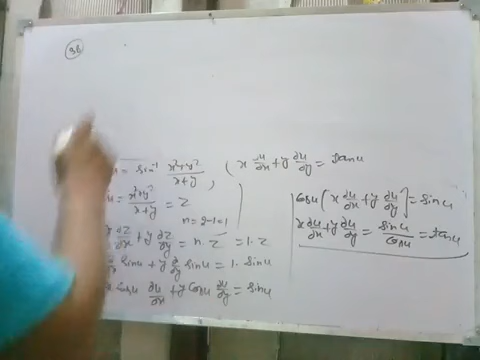 36
= sin⁻¹ (x²+y²)/(x+y), (x ∂u/∂x + y ∂u/∂y = tanu
= (x²+y²)/(x+y) = z
n=2-1=1
∂z/∂x + y ∂z/∂y = n.z = 1.z
sinu + y ∂/∂y sinu = 1. sinu
cosu ∂u/∂x + y cosu ∂u/∂y = sinu
cosu [x ∂u/∂x + y ∂u/∂y] = sinu
x ∂u/∂x + y ∂u/∂y = sinu/cosu = tanu